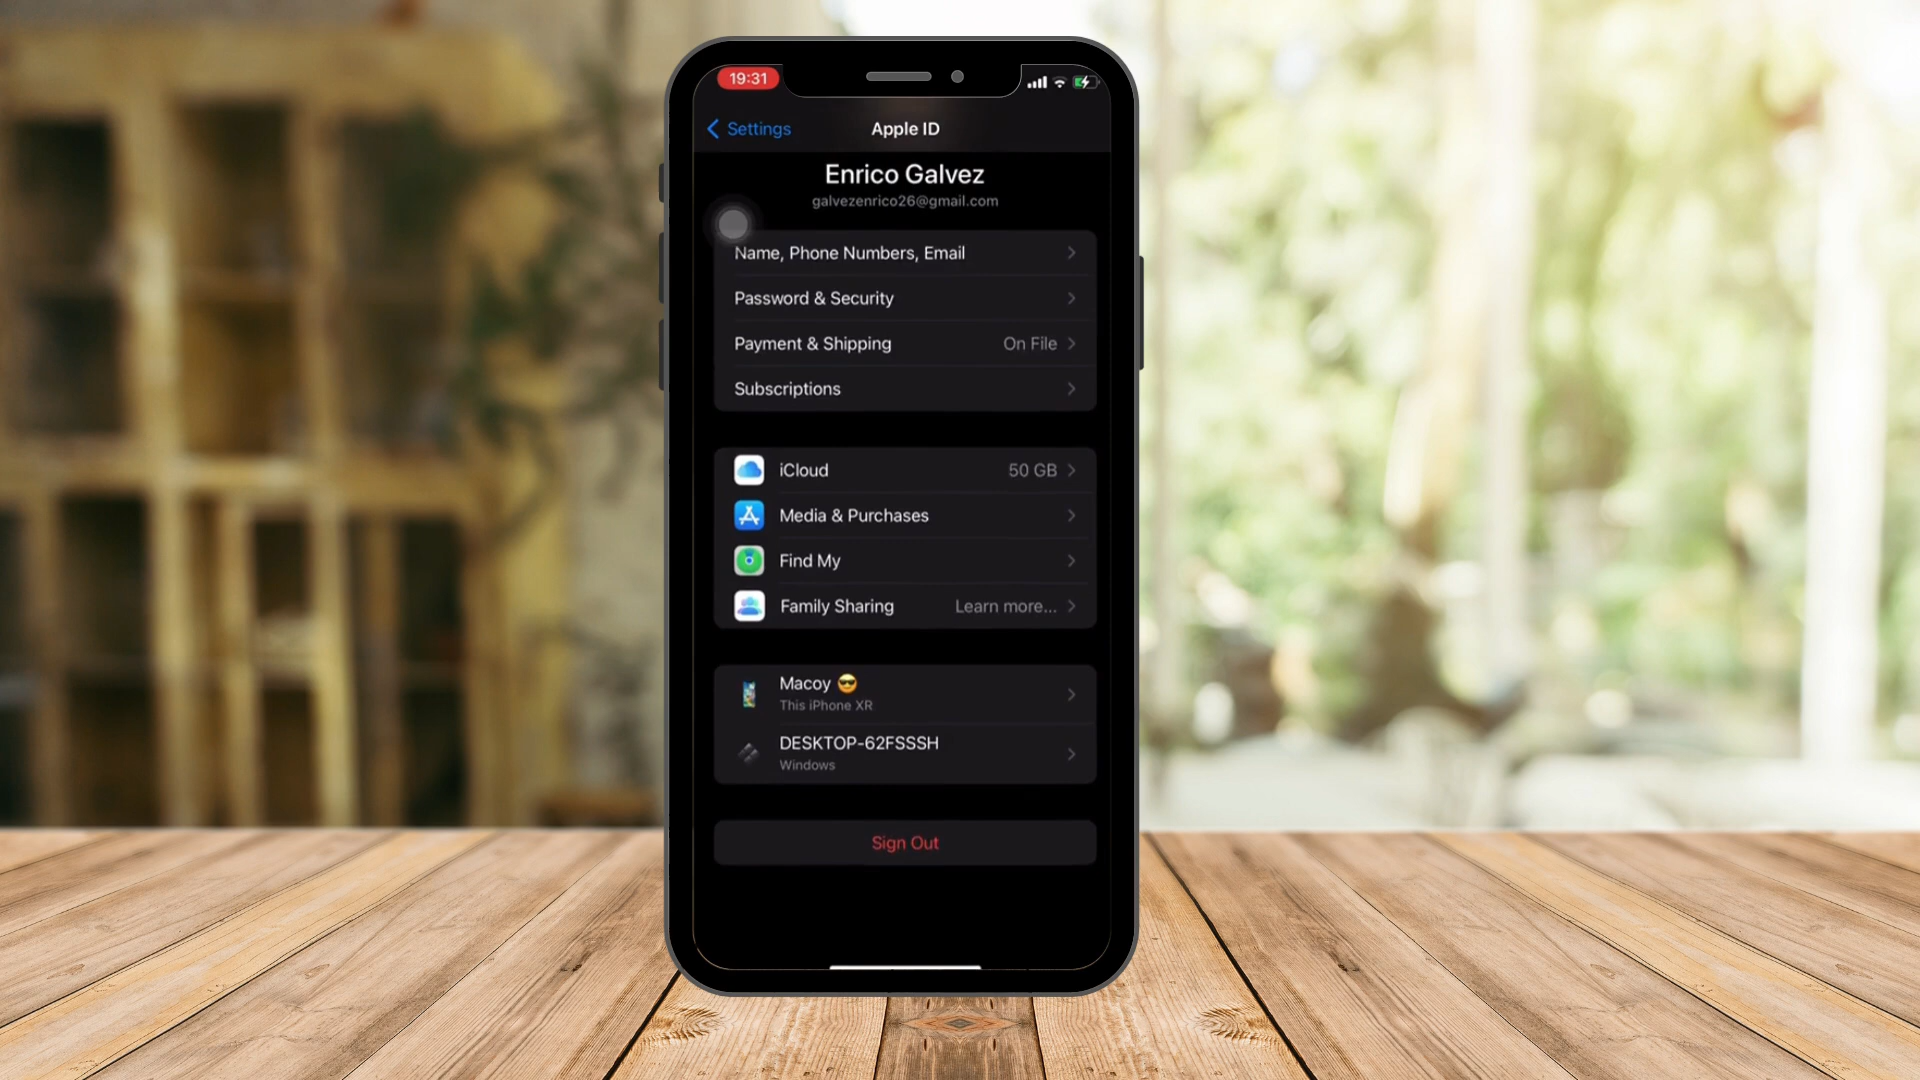 19:31
Settings
Apple ID
Enrico Galvez
galvezenrico26@gmail.com
Name, Phone Numbers, Email
Password & Security
Payment & Shipping On File
Subscriptions
iCloud 50 GB
Media & Purchases
Find My
Family Sharing Learn more...
Macoy 😎
This iPhone XR
DESKTOP-62FSSSH
Windows
Sign Out